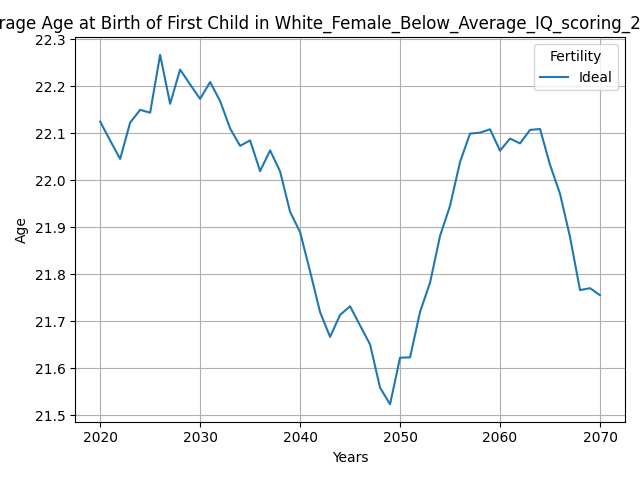 rage Age at Birth of First Child in White_Female_Below_Average_IQ_scoring_2
22.3
22.2
22.1
22.0
21.9
21.8
21.7
21.6
21.5
Age
Fertility
Ideal
2020 2030 2040 2050 2060 2070
Years